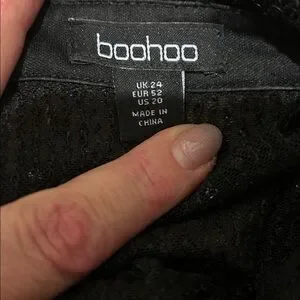 boohoo
UK 24
EUR 52
US 20
MADE IN
CHINA